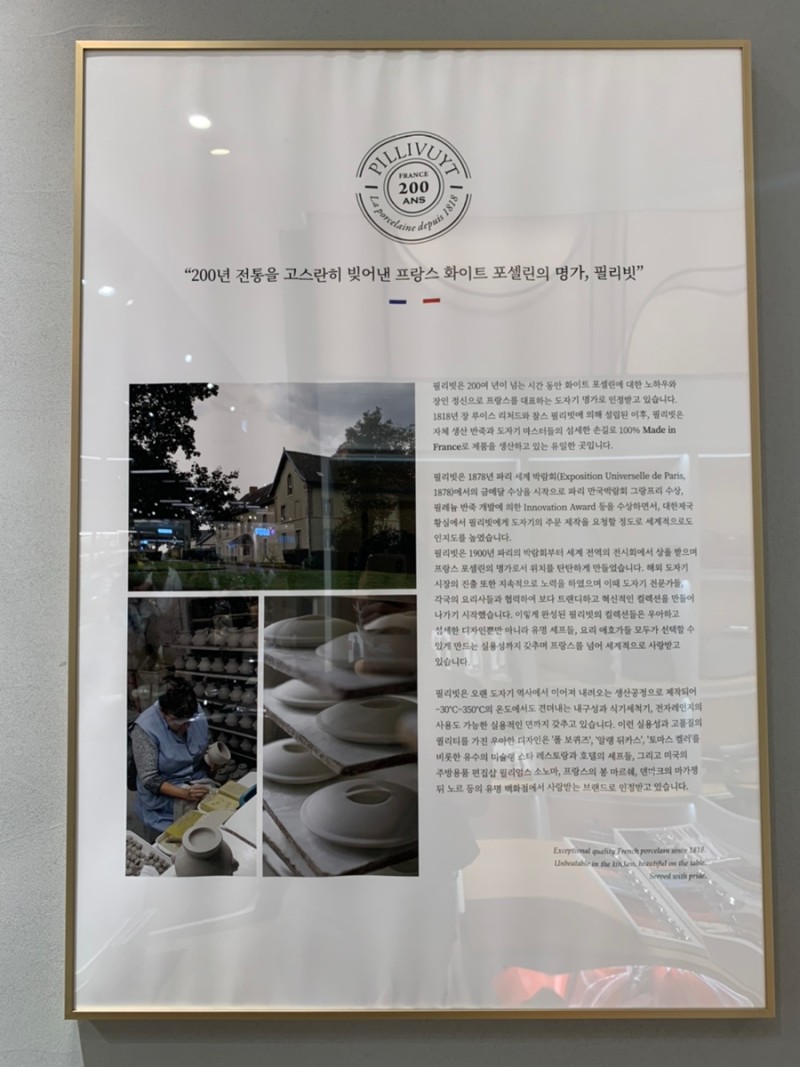 PILLIVUYT
FRANCE
200
ANS
La porcelaine depuis 1818
“200년 전통을 고스란히 빚어낸 프랑스 화이트 포셀린의 명가, 필리빗”
필리빗은 200여 년이 넘는 시간 동안 화이트 포셀린에 대한 노하우와
장인 정신으로 프랑스를 대표하는 도자기 명가로 인정받고 있습니다.
1818년 장 루이스 리처드와 찰스 필리빗에 의해 설립된 이후, 필리빗은
자체 생산 반죽과 도자기 마스터들의 섬세한 손길로 100% Made in
France로 제품을 생산하고 있는 유일한 곳입니다.
필리빗은 1878년 파리 세계 박람회(Exposition Universelle de Paris,
1878)에서의 금메달 수상을 시작으로 파리 만국박람회 그랑프리 수상,
필레뉴 반죽 개발에 의한 Innovation Award 등을 수상하면서, 대한제국
황실에서 필리빗에게 도자기의 주문 제작을 요청할 정도로 세계적으로도
인지도를 높였습니다.
필리빗은 1900년 파리의 박람회부터 세계 전역의 전시회에서 상을 받으며
프랑스 포셀린의 명가로서 위치를 탄탄하게 만들었습니다. 해외 도자기
시장의 진출 또한 지속적으로 노력을 하였으며 이때 도자기 전문가들,
각국의 요리사들과 협력하여 보다 트랜디하고 혁신적인 컬렉션을 만들어
나가기 시작했습니다. 이렇게 완성된 필리빗의 컬렉션들은 우아하고
섬세한 디자인뿐만 아니라 유명 셰프들, 요리 애호가들 모두가 선택할 수
있게 만드는 실용성까지 갖추며 프랑스를 넘어 세계적으로 사랑받고
있습니다.
필리빗은 오랜 도자기 역사에서 이어져 내려오는 생산공정으로 제작되어
-30°C~350°C의 온도에서도 견뎌내는 내구성과 식기세척기, 전자레인지의
사용도 가능한 실용적인 면까지 갖추고 있습니다. 이런 실용성과 고품질의
퀄리티를 가진 우아한 디자인은 '폴 보퀴즈', '알랭 뒤카스', '토마스 켈러'를
비롯한 유수의 미슐랭 스타 레스토랑과 호텔의 셰프들, 그리고 미국의
주방용품 편집샵 윌리엄스 소노마, 프랑스의 봉 마르쉐, 덴마크의 마가쟁
뒤 노르 등의 유명 백화점에서 사랑받는 브랜드로 인정받고 있습니다.
Exceptional quality French porcelain since 1818.
Unbeatable in the kitchen, beautiful on the table.
Served with pride.